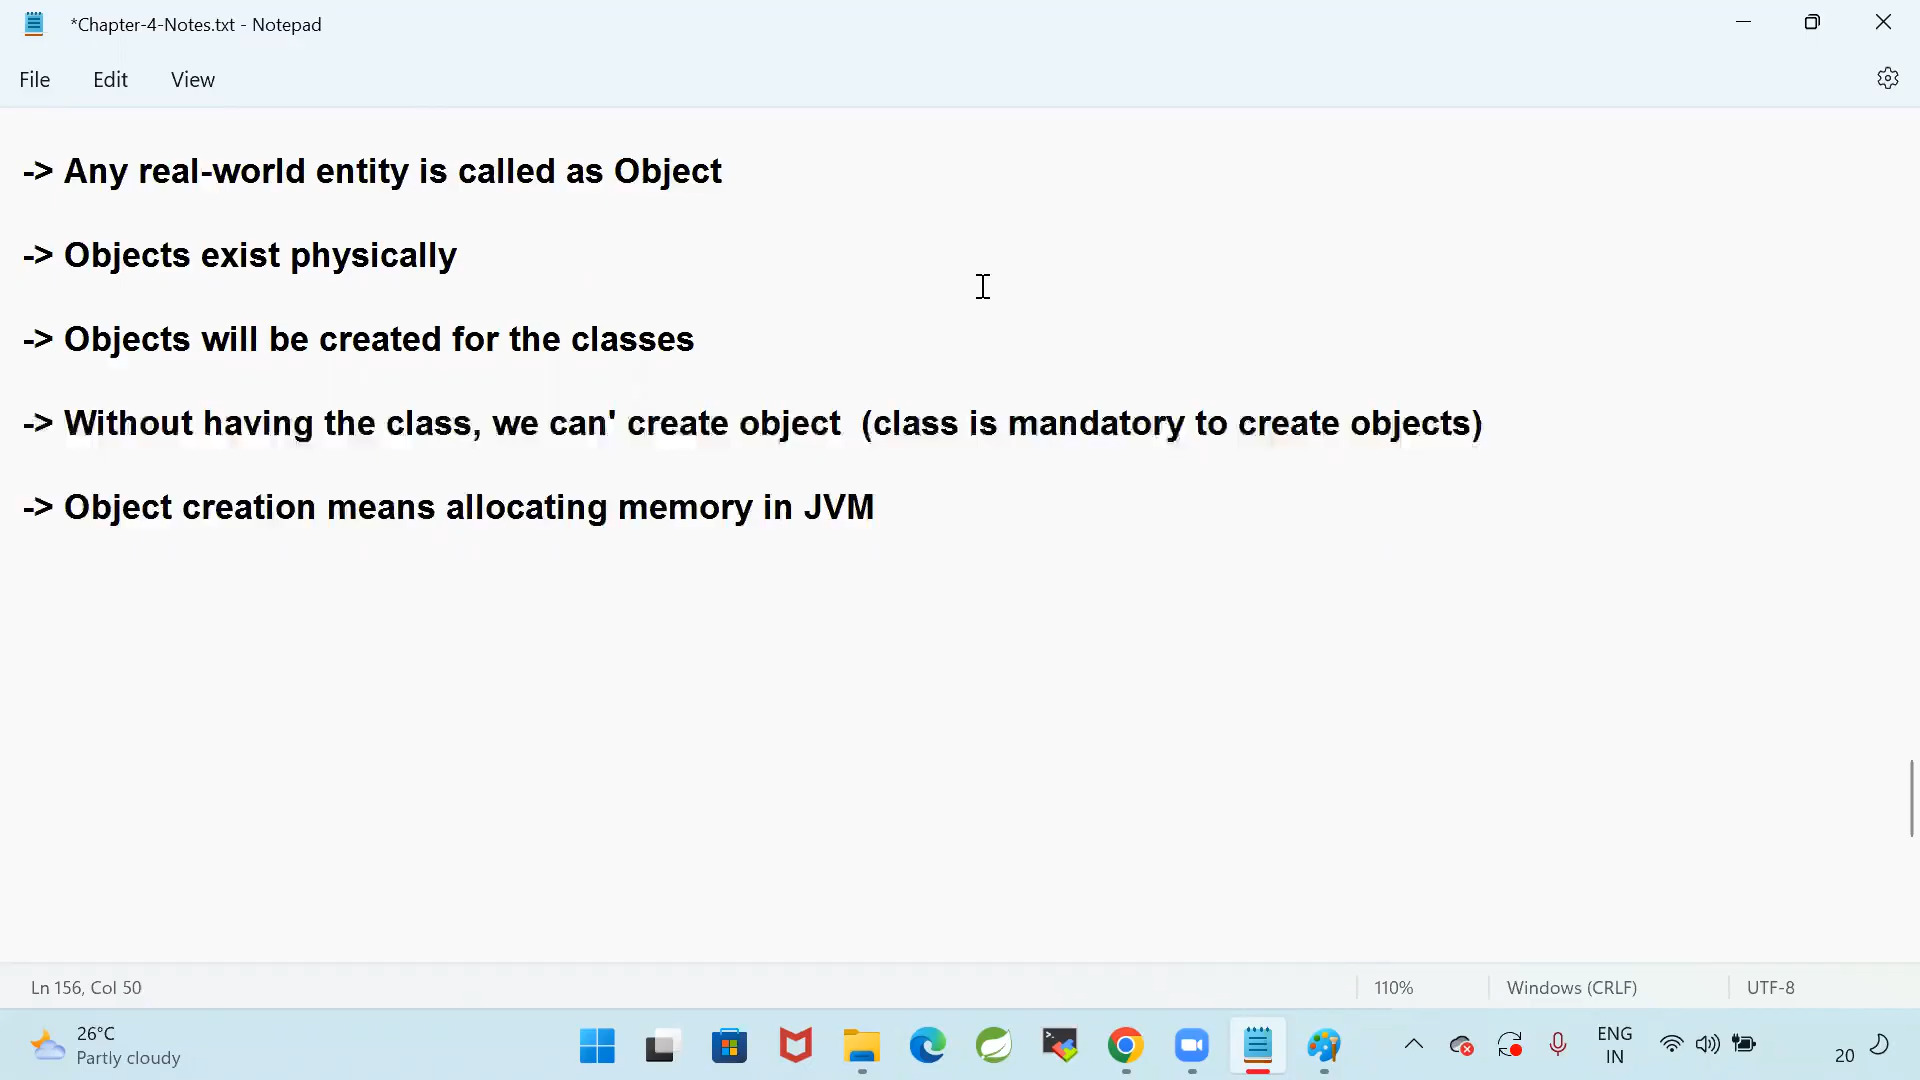 *Chapter-4-Notes.txt - Notepad
File Edit View
-> Any real-world entity is called as Object
-> Objects exist physically
-> Objects will be created for the classes
-> Without having the class, we can' create object  (class is mandatory to create objects)
-> Object creation means allocating memory in JVM
Ln 156, Col 50 110% Windows (CRLF) UTF-8
26°C
Partly cloudy
ENG
IN
20